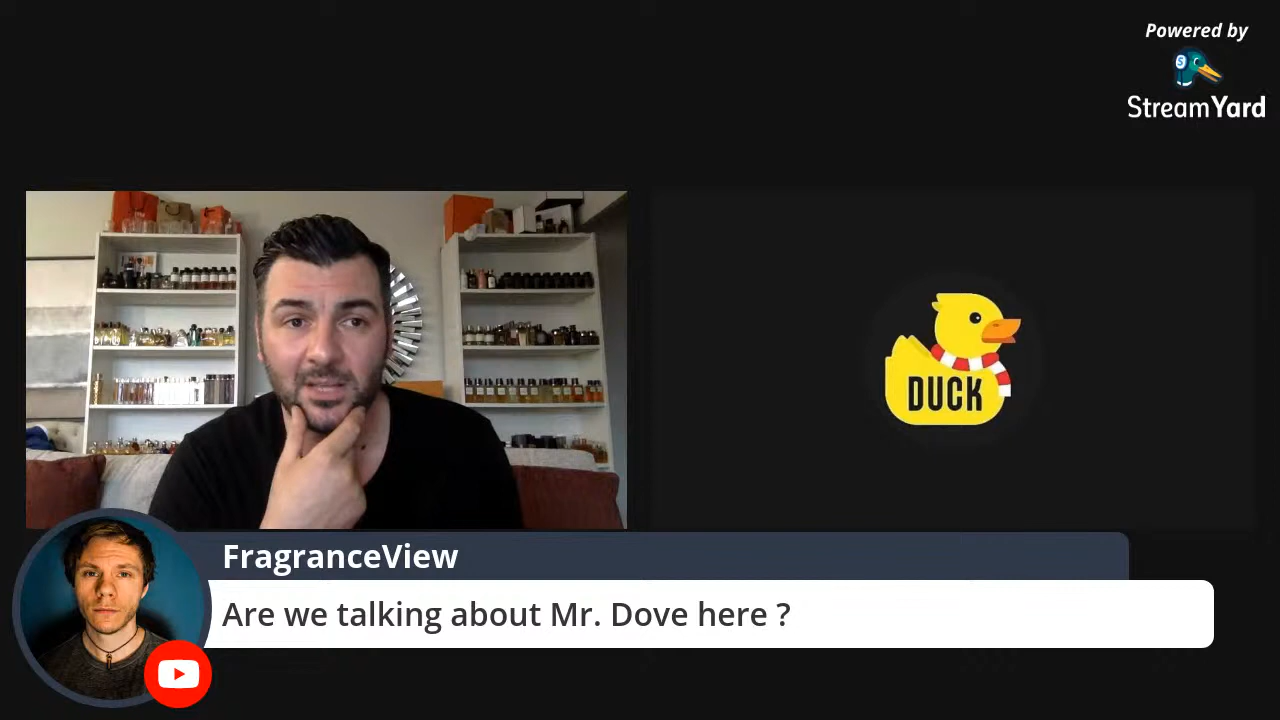 Powered by
StreamYard
DUCK
FragranceView
Are we talking about Mr. Dove here ?